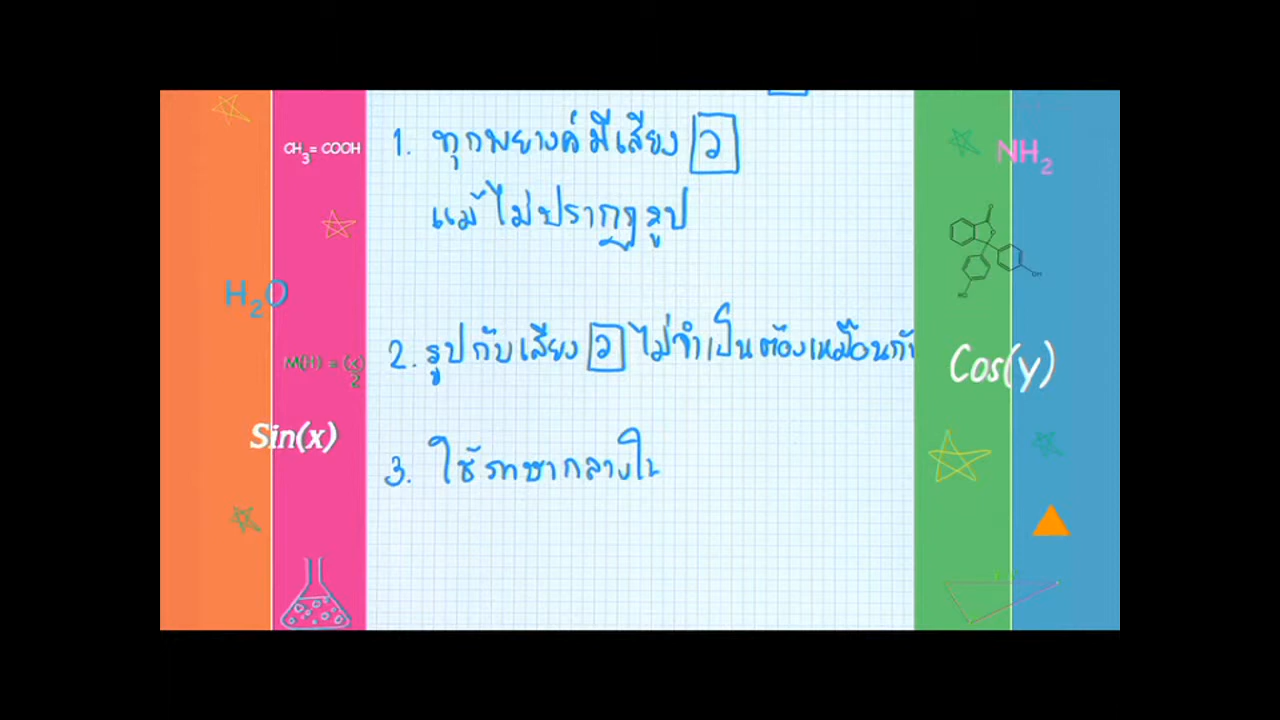 1. ทุกพยางค์มีเสียง ว
แม้ไม่ปรากฏรูป
2. รูปกับเสียง ว ไม่จำเป็นต้องเหมือนกัน
3. ใช้ภาษากลางใน
CH3=COOH
H2O
M(H) = (x)
2
Sin(x)
NH2
Cos(y)